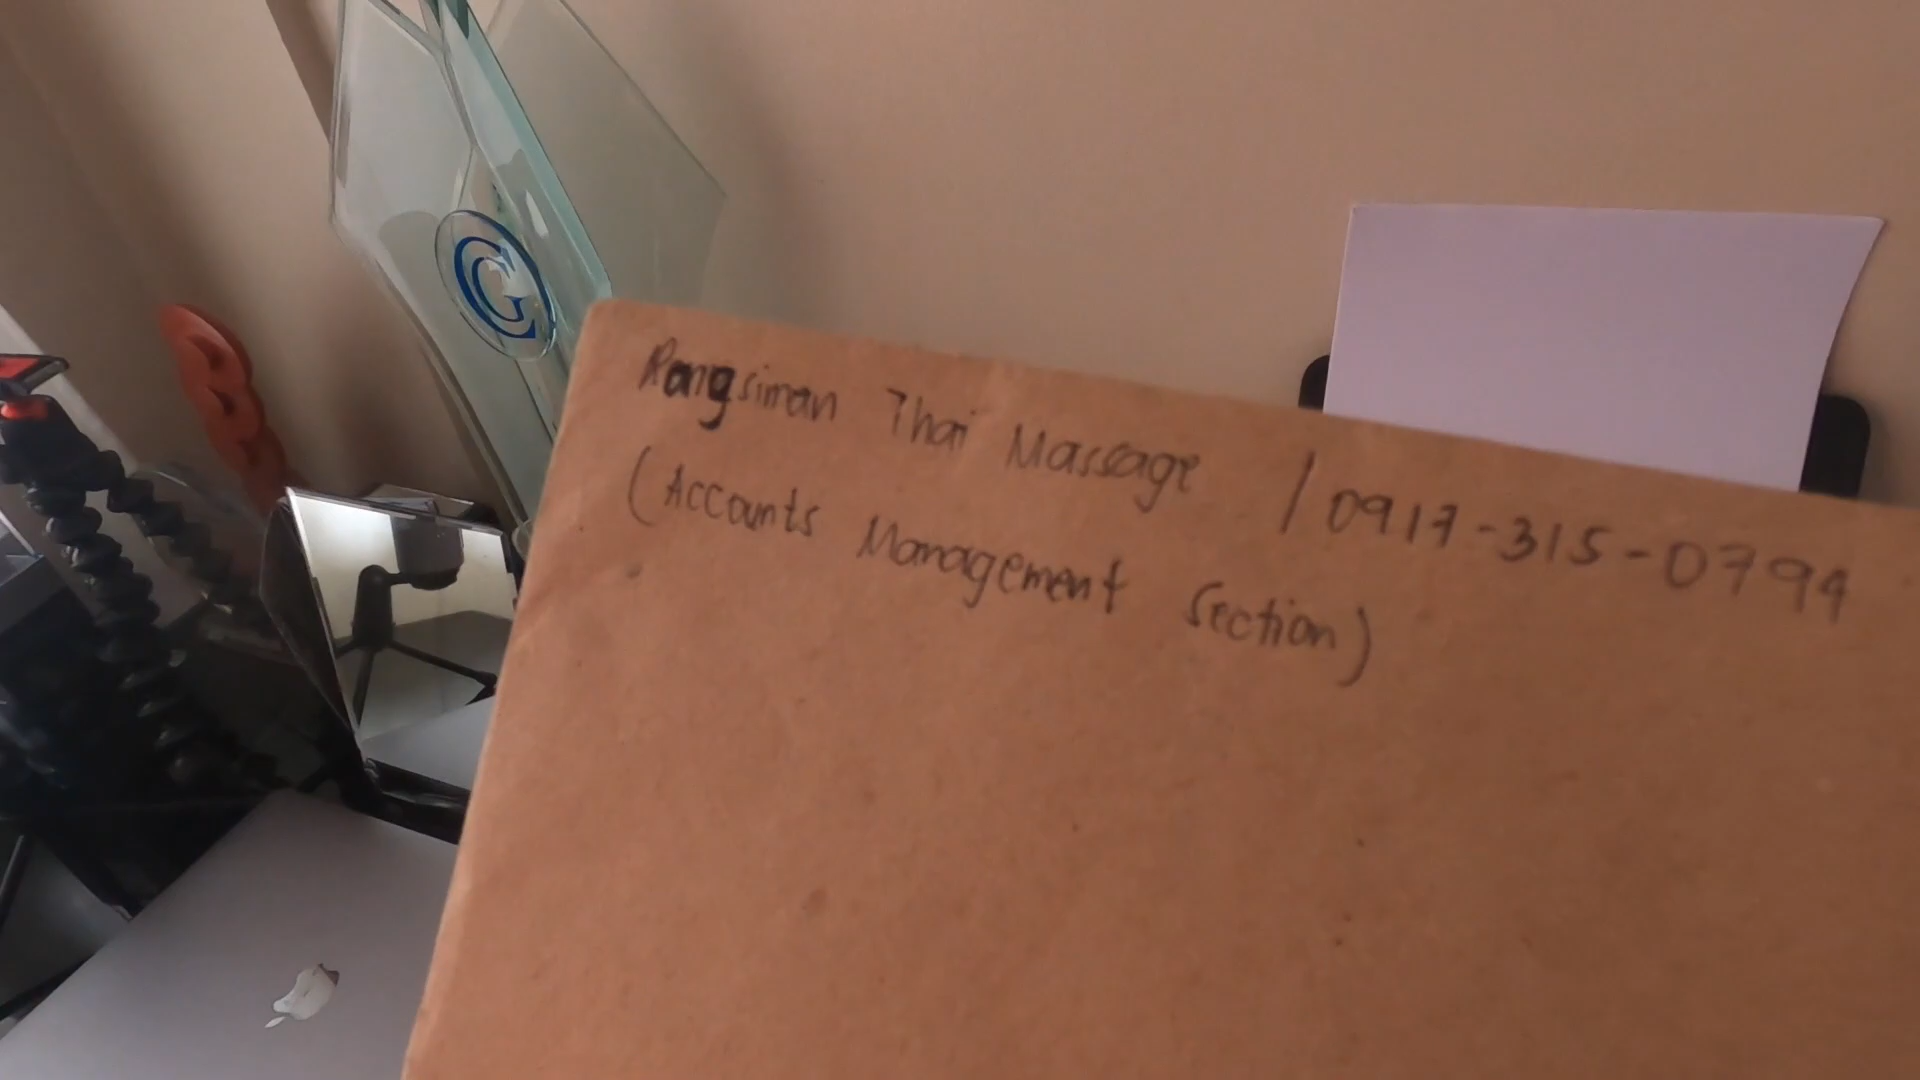 G
Rangsiman Thai Massage / 0917-315-0794
(Accounts Management Section)